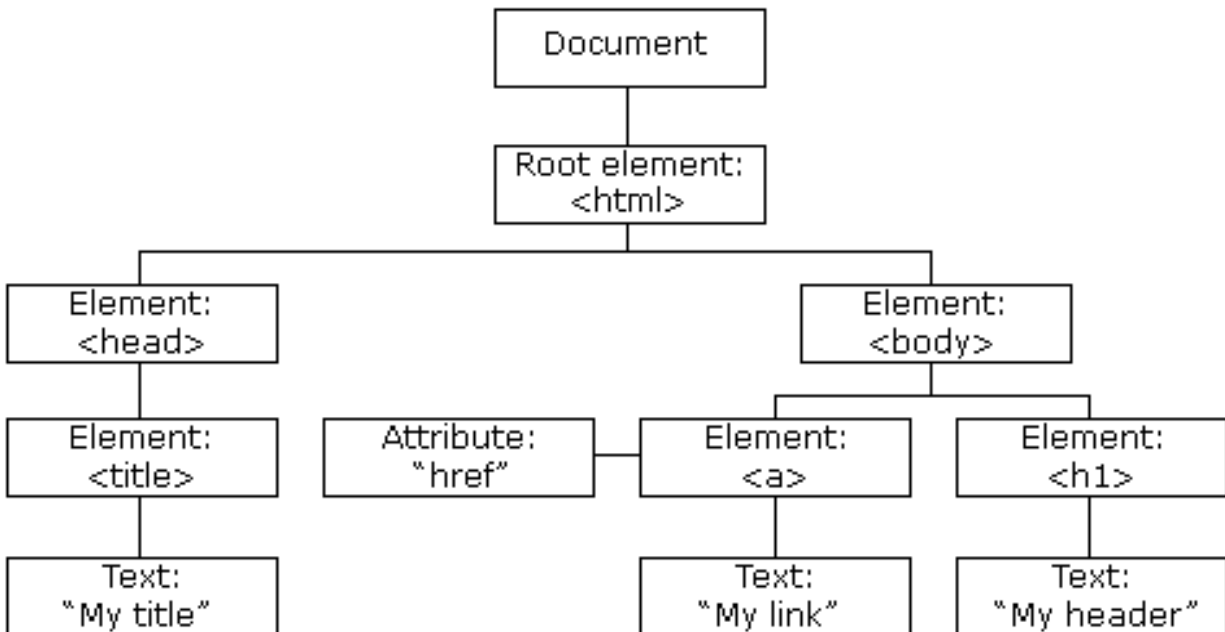 Document
Root element:
<html>
Element:
<head>
Element:
<body>
Element:
<title>
Attribute:
“href”
Element:
<a>
Element:
<h1>
Text:
“My title”
Text:
“My link”
Text:
“My header”